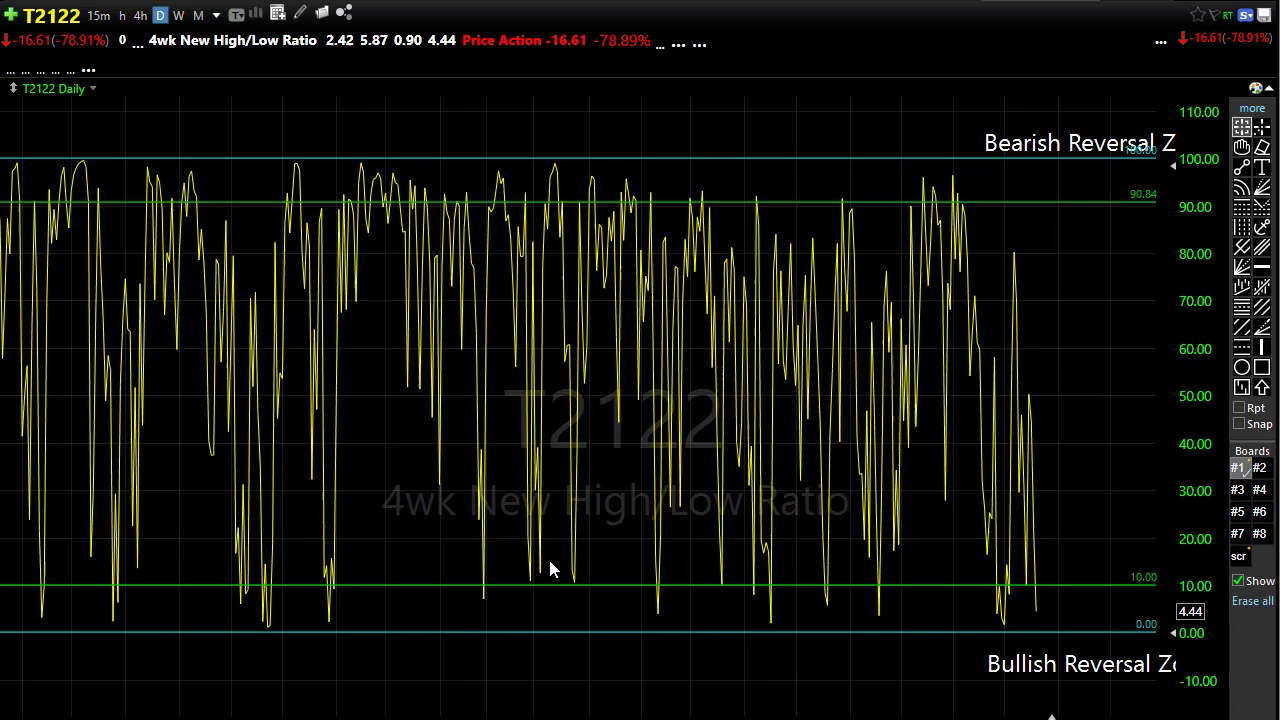 T2122 15m h 4h D W M RT S
-16.61(-78.91%) 0 ... 4wk New High/Low Ratio 2.42 5.87 0.90 4.44 Price Action -16.61 -78.89% ... ... ... ... -16.61(-78.91%)
... ... ... ... ... ...
T2122 Daily
more
110.00
Bearish Reversal Z
100.00
100.00
90.84
90.00
80.00
70.00
60.00
50.00
T2122
Rpt
Snap
40.00
Boards
#1 #2
30.00
#3 #4
4wk New High/Low Ratio
#5 #6
20.00
#7 #8
scr
10.00
10.00
Show
Erase all
4.44
0.00
0.00
Bullish Reversal Zo
-10.00